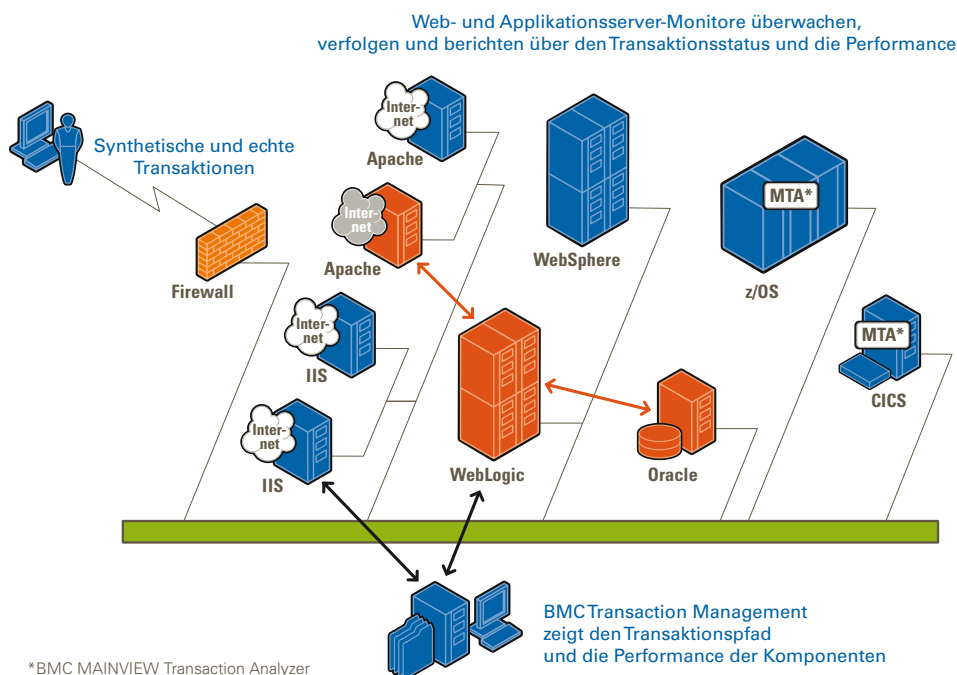 Web- und Applikationsserver-Monitore überwachen,
verfolgen und berichten über den Transaktionsstatus und die Performance
Inter-
net
Apache
Synthetische und echte
Transaktionen
MTA*
Inter-
net
Apache
WebSphere
Firewall
z/OS
Inter-
net
MTA*
IIS
CICS
Inter-
net
WebLogic
Oracle
IIS
BMC Transaction Management
zeigt den Transaktionspfad
und die Performance der Komponenten
*BMC MAINVIEW Transaction Analyzer